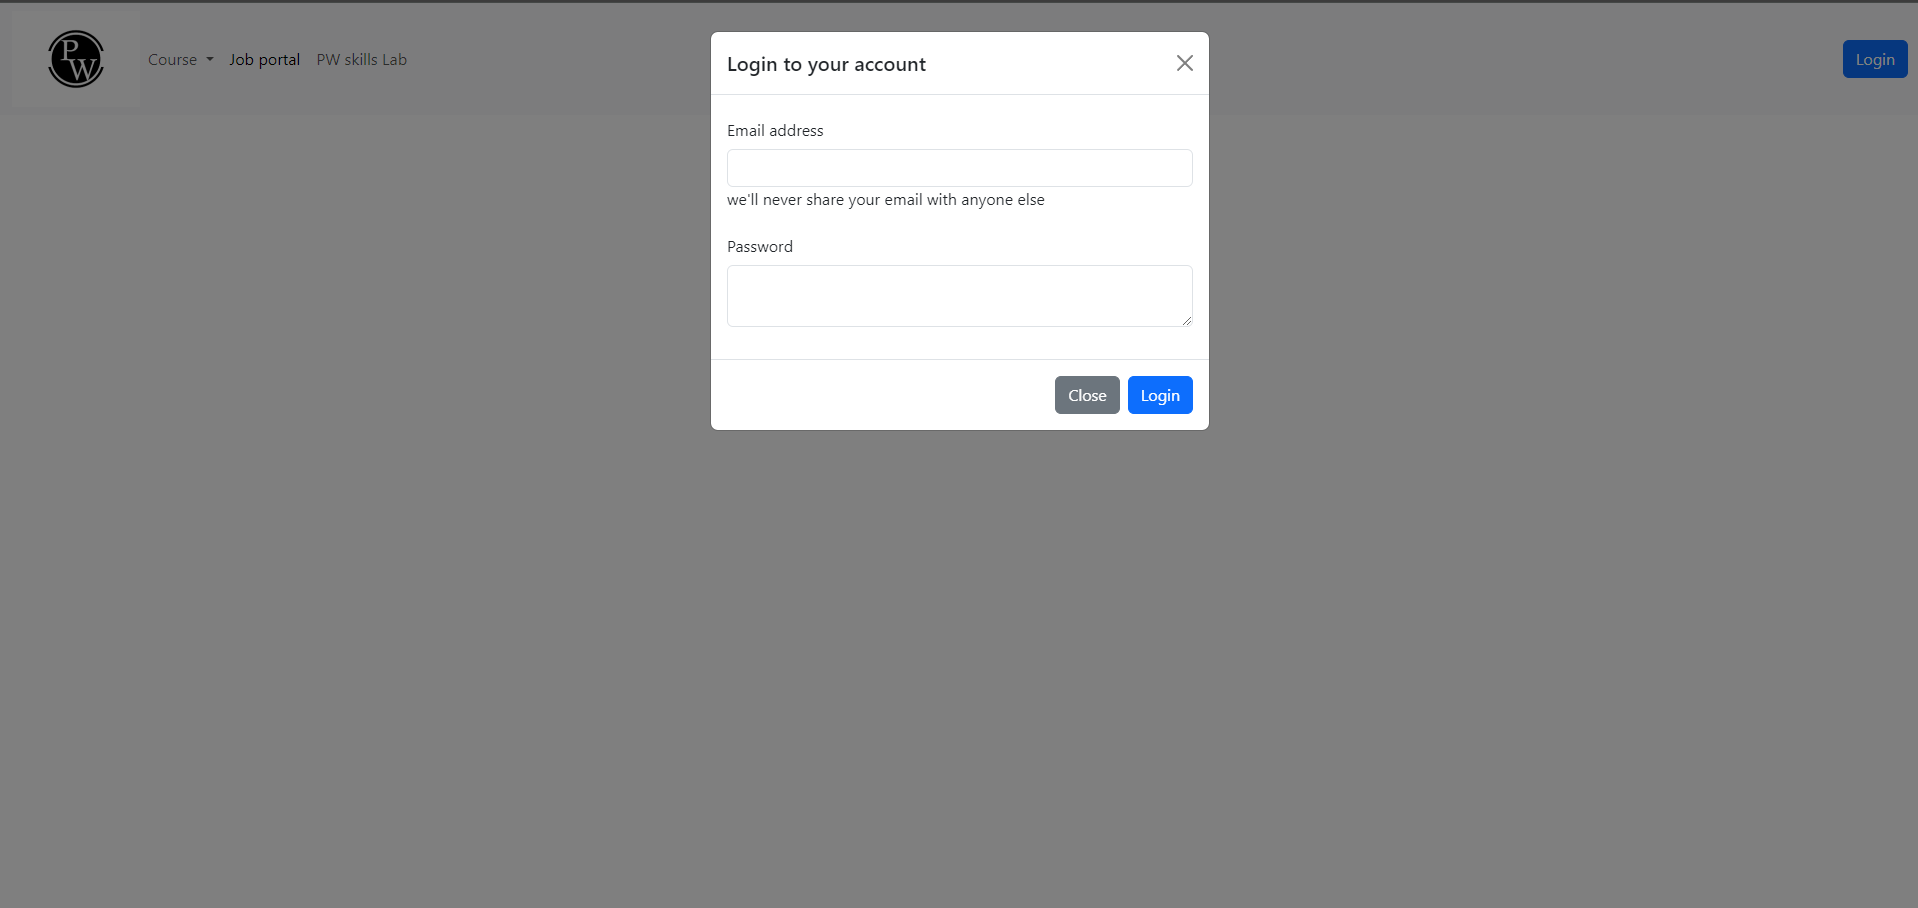 PW
Course Job portal PW skills Lab
Login
Login to your account
Email address
we'll never share your email with anyone else
Password
Close Login